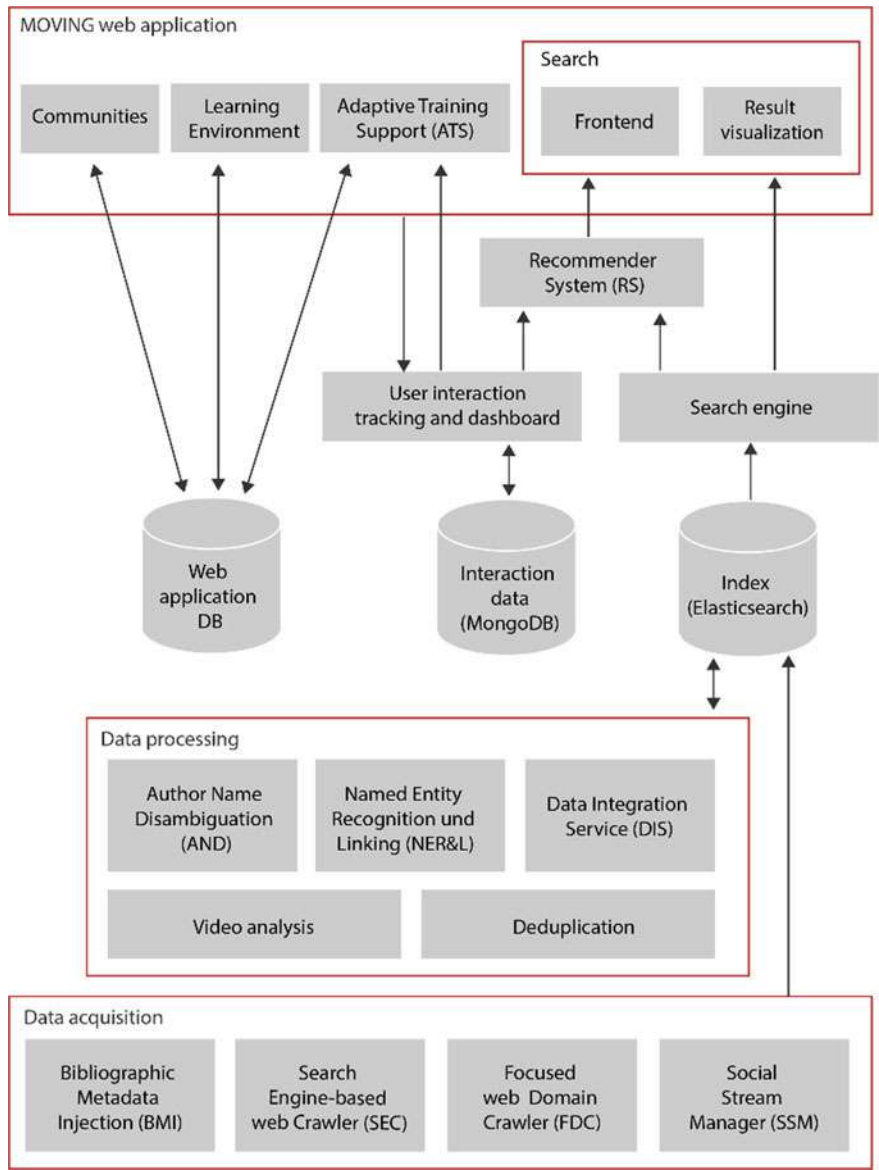 MOVING web application
Communities
Learning
Environment
Adaptive Training
Support (ATS)
Search
Frontend
Result
visualization
Recommender
System (RS)
User interaction
tracking and dashboard
Search engine
Web
application
DB
Interaction
data
(MongoDB)
Index
(Elasticsearch)
Data processing
Author Name
Disambiguation
(AND)
Named Entity
Recognition und
Linking (NER&L)
Data Integration
Service (DIS)
Video analysis
Deduplication
Data acquisition
Bibliographic
Metadata
Injection (BMI)
Search
Engine-based
web Crawler (SEC)
Focused
web Domain
Crawler (FDC)
Social
Stream
Manager (SSM)